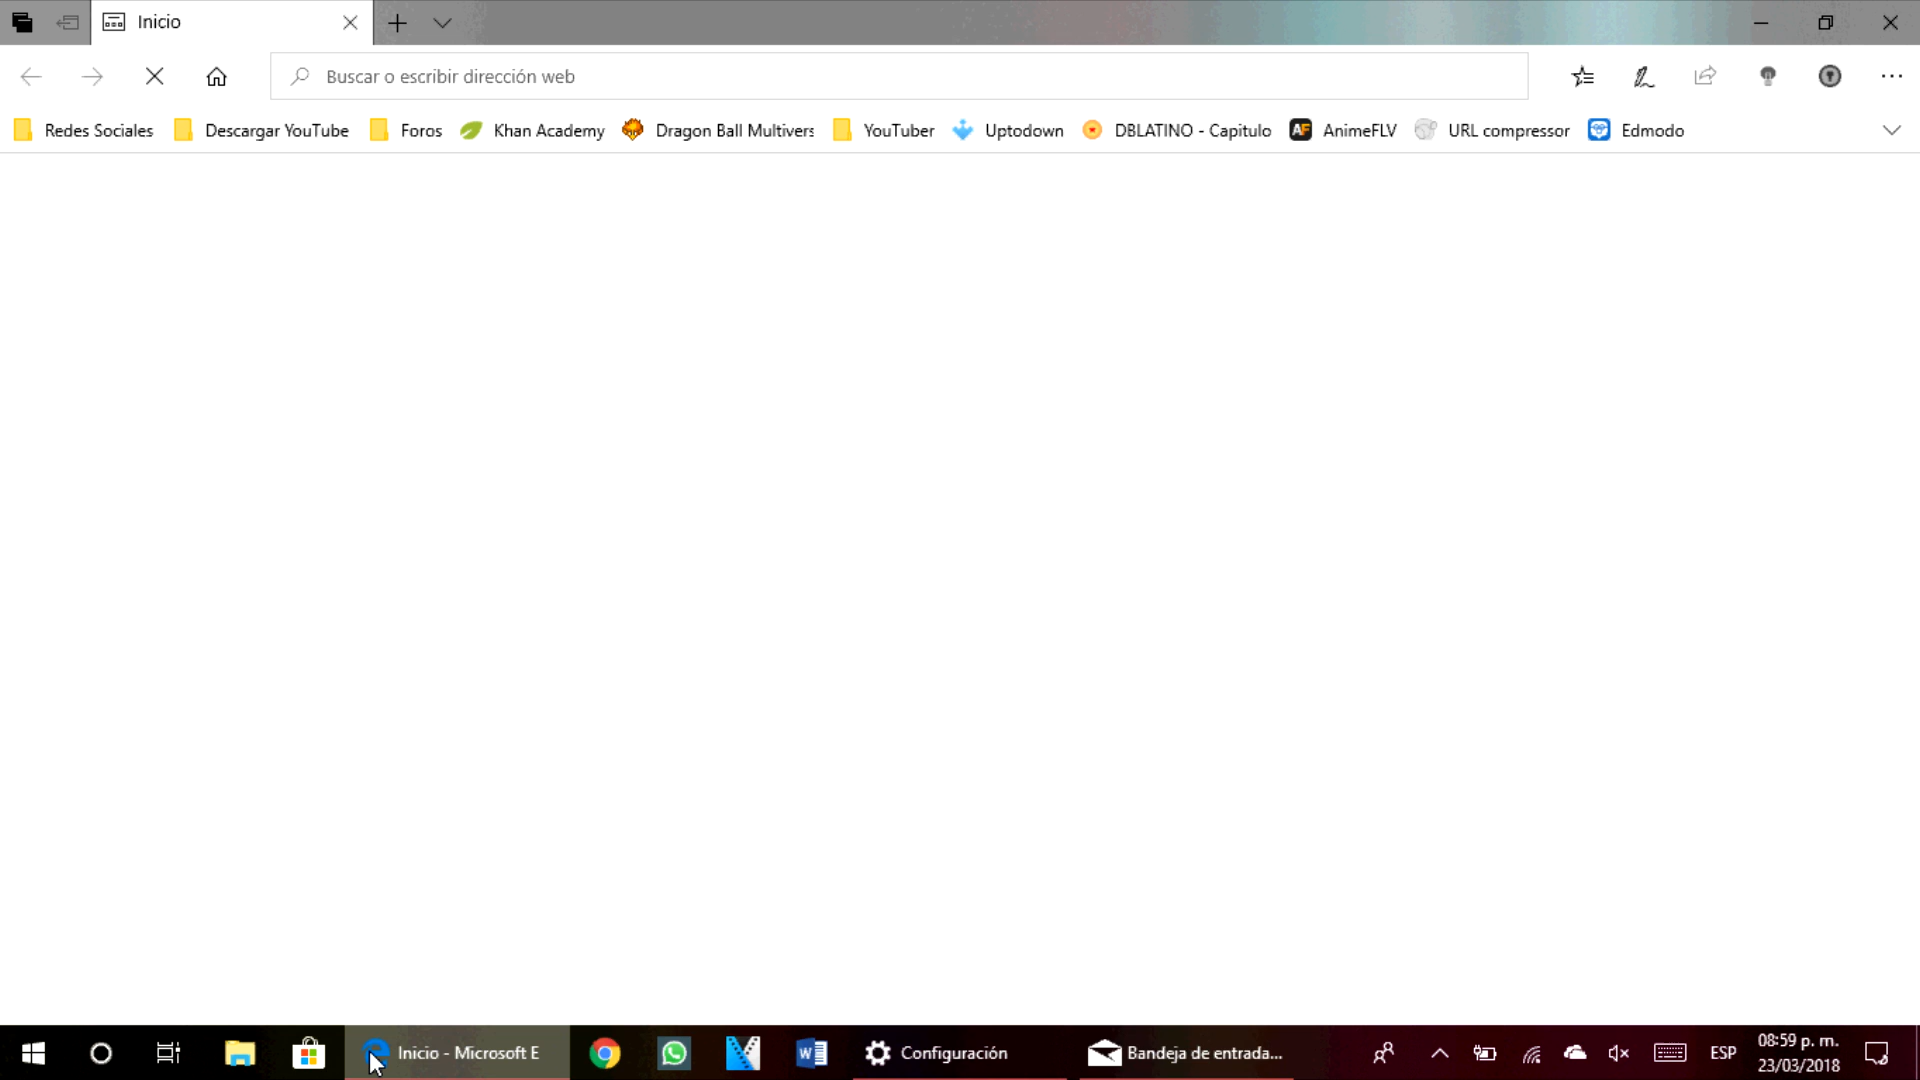 Inicio
Buscar o escribir dirección web
Redes Sociales Descargar YouTube Foros Khan Academy Dragon Ball Multivers YouTuber Uptodown DBLATINO - Capitulo AF AnimeFLV URL compressor Edmodo
Inicio - Microsoft E Configuración Bandeja de entrada... ESP 08:59 p. m.
23/03/2018